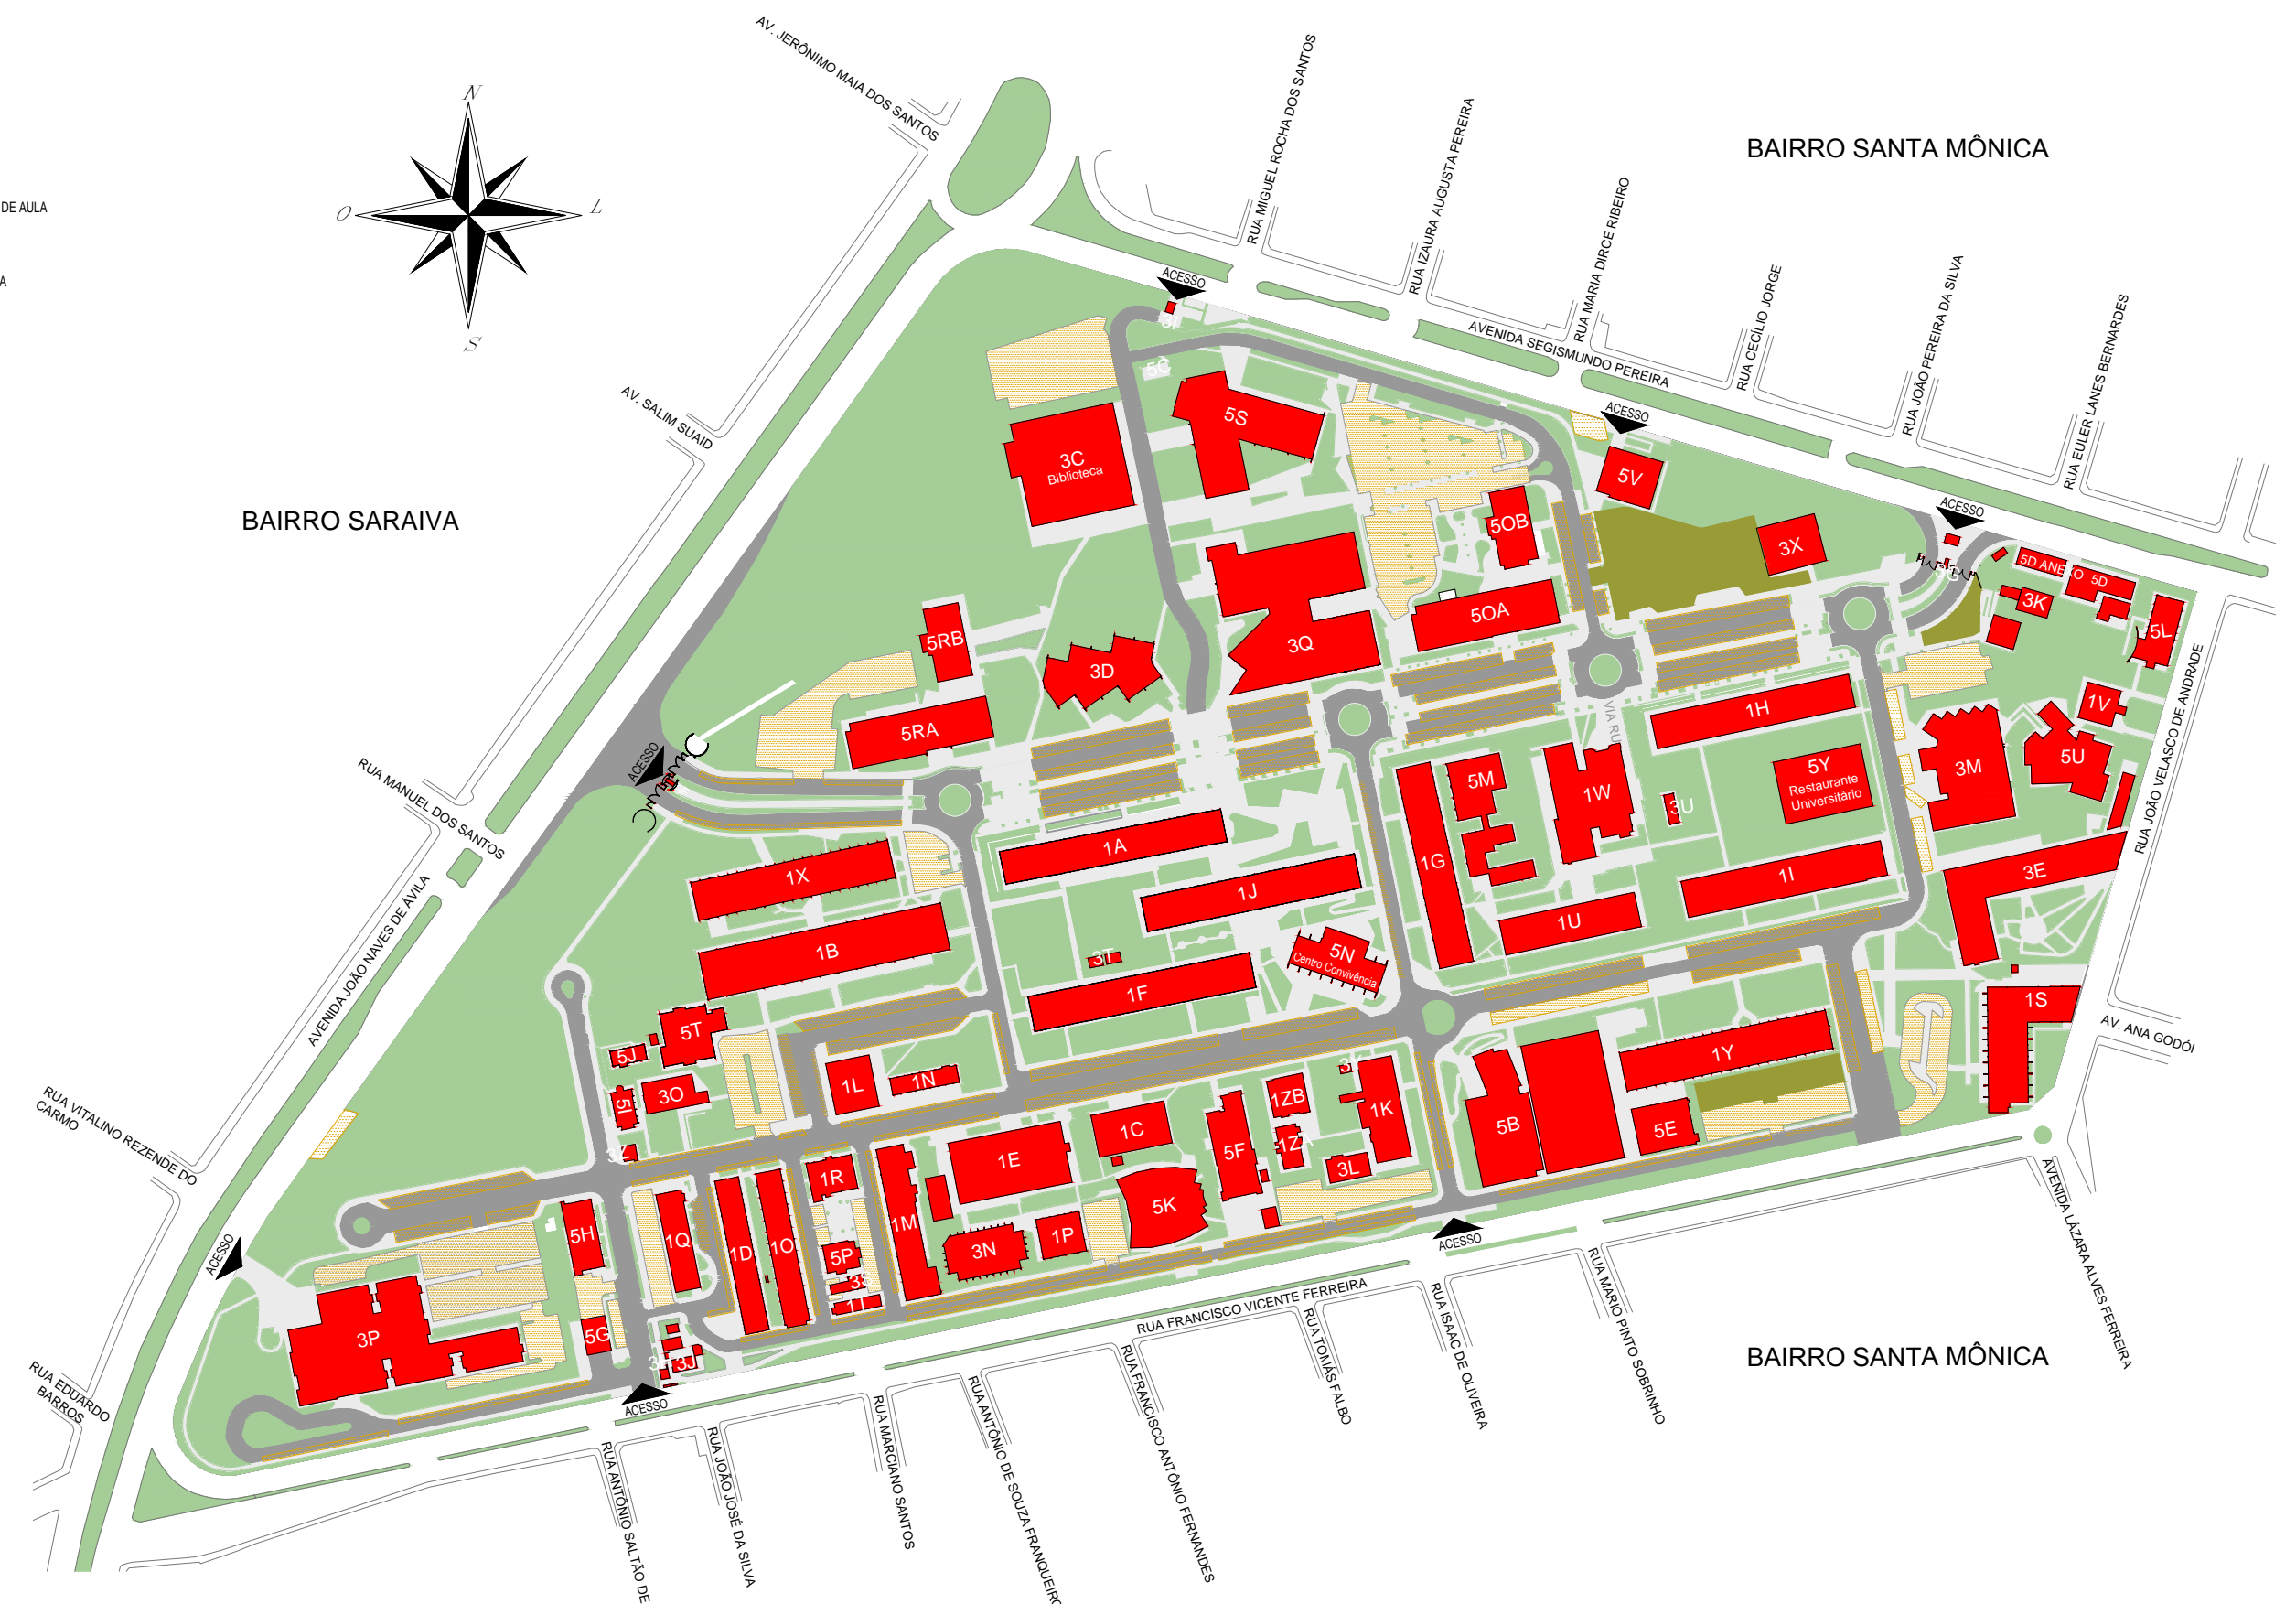 AV. JERÔNIMO MAIA DOS SANTOS
RUA MIGUEL ROCHA DOS SANTOS
RUA IZAURA AUGUSTA PEREIRA
RUA MARIA DIRCE RIBEIRO
RUA CECÍLIO JORGE
RUA JOÃO PEREIRA DA SILVA
RUA EULER LANES BERNARDES
BAIRRO SANTA MÔNICA
N
O
L
S
DE AULA
A
ACESSO
AVENIDA SEGISMUNDO PEREIRA
ACESSO
ACESSO
AV. SALIM SUAID
BAIRRO SARAIVA
5C
5S
3C
Biblioteca
5V
5OB
3X
5D ANEXO
5D
3K
5L
5OA
3Q
5RB
3D
5RA
1V
1H
3M
5U
RUA JOÃO VELASCO DE ANDRADE
VIA RU
ACESSO
RUA MANUEL DOS SANTOS
5M
1W
3U
5Y
Restaurante
Universitário
1A
1G
1X
1J
1I
3E
1U
1B
5N
Centro Convivência
3T
1F
1S
AV. ANA GODÓI
AVENIDA JOÃO NAVES DE ÁVILA
5T
5J
1Y
1L
1N
3O
5I
1ZB
1K
1C
5B
5E
1ZA
5F
3Z
1E
3L
1R
RUA VITALINO REZENDE DO
CARMO
5K
1M
5H
1Q
1D
1O
5P
3N
1P
3S
1T
ACESSO
ACESSO
3P
5G
3H
3J
ACESSO
RUA FRANCISCO VICENTE FERREIRA
AVENIDA LÁZARA ALVES FERREIRA
RUA EDUARDO
BARROS
BAIRRO SANTA MÔNICA
RUA ANTÔNIO SALTÃO DE
RUA JOÃO JOSÉ DA SILVA
RUA MARCIANO SANTOS
RUA ANTÔNIO DE SOUZA FRANQUEIRO
RUA FRANCISCO ANTÔNIO FERNANDES
RUA TOMÁS FALBO
RUA ISAAC DE OLIVEIRA
RUA MARIO PINTO SOBRINHO